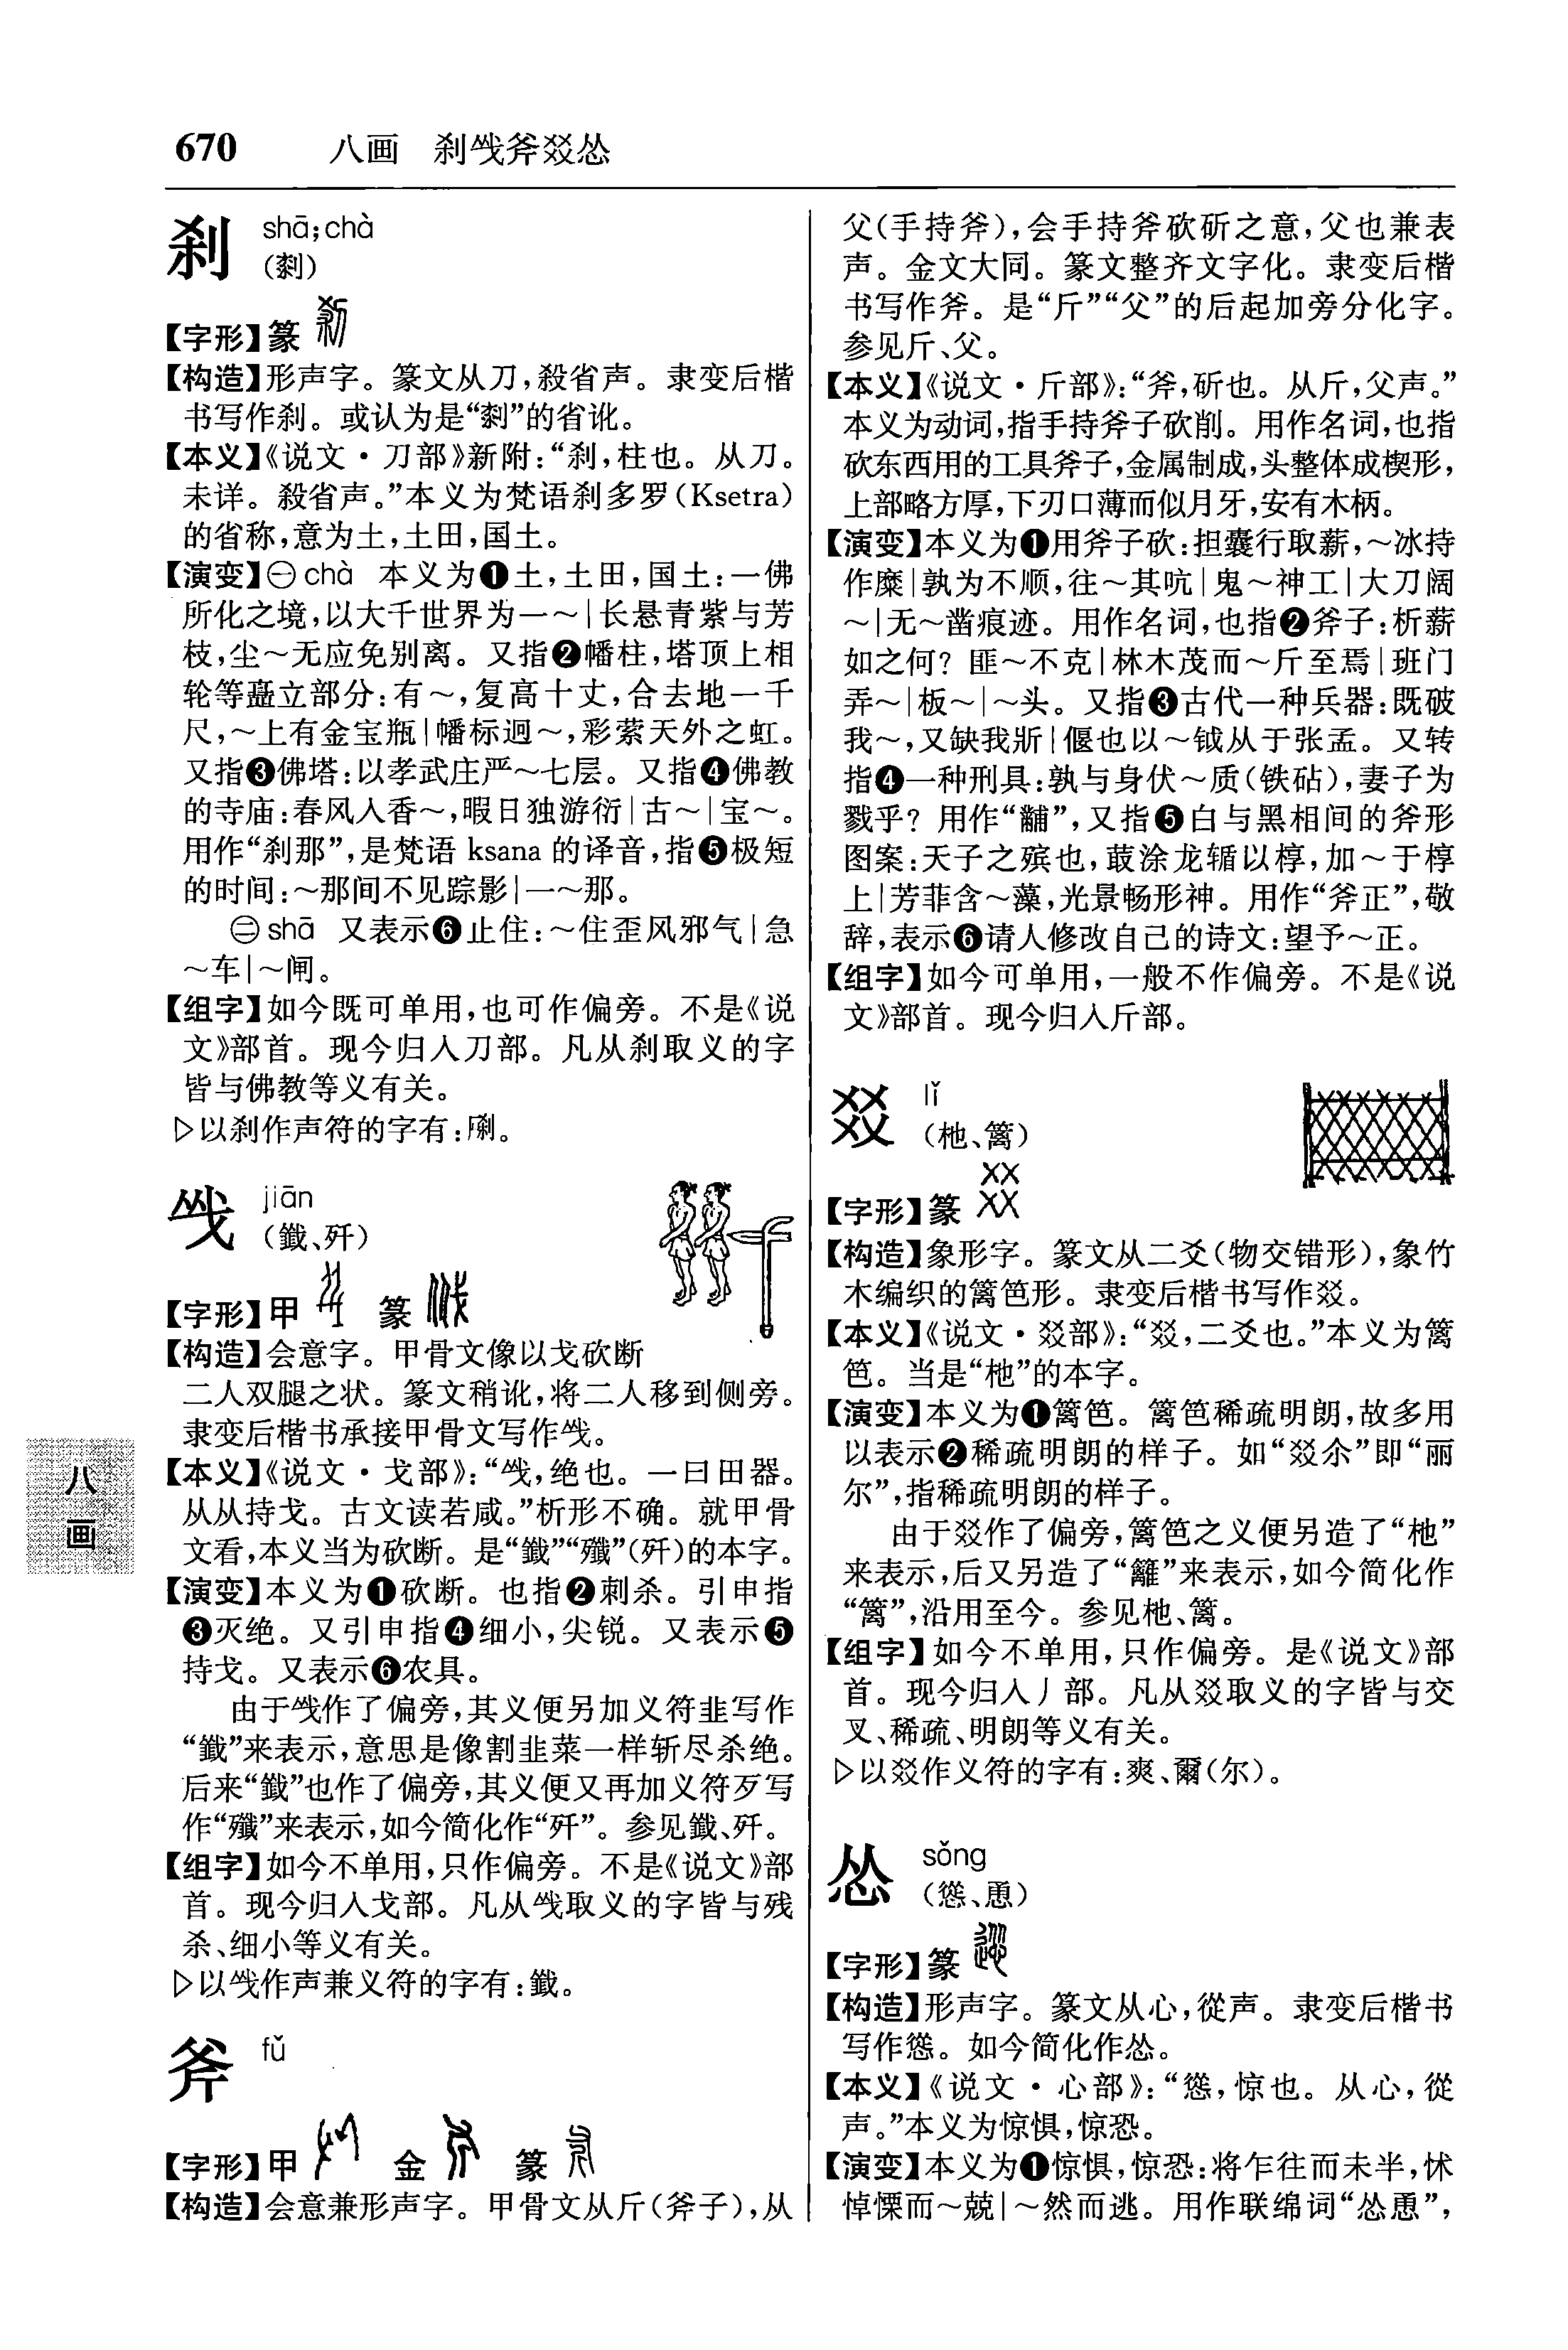 670 八画 刹𢦏斧㸚怂
刹 shā;chà
(剎)
【字形】篆
【构造】形声字。篆文从刀,殺省声。隶变后楷
书写作刹。或认为是“剎”的省讹。
【本义】《说文·刀部》新附:“刹,柱也。从刀。
未详。殺省声。”本义为梵语刹多罗(Ksetra)
的省称,意为土,土田,国土。
【演变】㊀chà 本义为❶土,土田,国土:一佛
所化之境,以大千世界为一～|长悬青紫与芳
枝,尘～无应免别离。又指❷幡柱,塔顶上相
轮等矗立部分:有～,复高十丈,合去地一千
尺,～上有金宝瓶|幡标迥～,彩萦天外之虹。
又指❸佛塔:以孝武庄严～七层。又指❹佛教
的寺庙:春风入香～,暇日独游衍|古～|宝～。
用作“刹那”,是梵语 ksana 的译音,指❺极短
的时间:～那间不见踪影|一～那。
㊁shā 又表示❻止住:～住歪风邪气|急
～车|～闸。
【组字】如今既可单用,也可作偏旁。不是《说
文》部首。现今归入刀部。凡从刹取义的字
皆与佛教等义有关。
▷以刹作声符的字有:。
jiān
(韱、歼)
【字形】甲 篆
【构造】会意字。甲骨文像以戈砍断
二人双腿之状。篆文稍讹,将二人移到侧旁。
隶变后楷书承接甲骨文写作㦰。
【本义】《说文·戈部》:“㦰,绝也。一曰田器。
从从持戈。古文读若咸。”析形不确。就甲骨
文看,本义当为砍断。是“韱”“殲”(歼)的本字。
【演变】本义为❶砍断。也指❷刺杀。引申指
❸灭绝。又引申指❹细小,尖锐。又表示❺
持戈。又表示❻农具。
由于㦰作了偏旁,其义便另加义符韭写作
“韱”来表示,意思是像割韭菜一样斩尽杀绝。
后来“韱”也作了偏旁,其义便又再加义符歹写
作“殲”来表示,如今简化作“歼”。参见韱、歼。
【组字】如今不单用,只作偏旁。不是《说文》部
首。现今归入戈部。凡从㦰取义的字皆与残
杀、细小等义有关。
▷以㦰作声兼义符的字有:韱。
斧 fǔ
【字形】甲 金 篆
【构造】会意兼形声字。甲骨文从斤(斧子),从
父(手持斧),会手持斧砍斫之意,父也兼表
声。金文大同。篆文整齐文字化。隶变后楷
书写作斧。是“斤”“父”的后起加旁分化字。
参见斤、父。
【本义】《说文·斤部》:“斧,斫也。从斤,父声。”
本义为动词,指手持斧子砍削。用作名词,也指
砍东西用的工具斧子,金属制成,头整体成楔形,
上部略方厚,下刃口薄而似月牙,安有木柄。
【演变】本义为❶用斧子砍:担囊行取薪,～冰持
作糜|孰为不顺,往～其吭|鬼～神工|大刀阔
～|无～凿痕迹。用作名词,也指❷斧子:析薪
如之何?匪～不克|林木茂而～斤至焉|班门
弄～|板～|～头。又指❸古代一种兵器:既破
我～,又缺我斨|偃也以～钺从于张孟。又转
指❹一种刑具:孰与身伏～质(铁砧),妻子为
戮乎?用作“黼”,又指❺白与黑相间的斧形
图案:天子之殡也,菆涂龙輴以椁,加～于椁
上|芳菲含～藻,光景畅形神。用作“斧正”,敬
辞,表示❻请人修改自己的诗文:望予～正。
【组字】如今可单用,一般不作偏旁。不是《说
文》部首。现今归入斤部。
㸚 lǐ
(杝、篱)
【字形】篆
【构造】象形字。篆文从二爻(物交错形),象竹
木编织的篱笆形。隶变后楷书写作㸚。
【本义】《说文·㸚部》:“㸚,二爻也。”本义为篱
笆。当是“杝”的本字。
【演变】本义为❶篱笆。篱笆稀疏明朗,故多用
以表示❷稀疏明朗的样子。如“㸚尒”即“丽
尔”,指稀疏明朗的样子。
由于㸚作了偏旁,篱笆之义便另造了“杝”
来表示,后又另造了“籬”来表示,如今简化作
“篱”,沿用至今。参见杝、篱。
【组字】如今不单用,只作偏旁。是《说文》部
首。现今归入丿部。凡从㸚取义的字皆与交
叉、稀疏、明朗等义有关。
▷以㸚作义符的字有:爽、爾(尔)。
怂 sǒng
(慫、恿)
【字形】篆
【构造】形声字。篆文从心,從声。隶变后楷书
写作慫。如今简化作怂。
【本义】《说文·心部》:“慫,惊也。从心,從
声。”本义为惊惧,惊恐。
【演变】本义为❶惊惧,惊恐:将乍往而未半,怵
悼慄而～兢|～然而逃。用作联绵词“怂恿”,
八
画